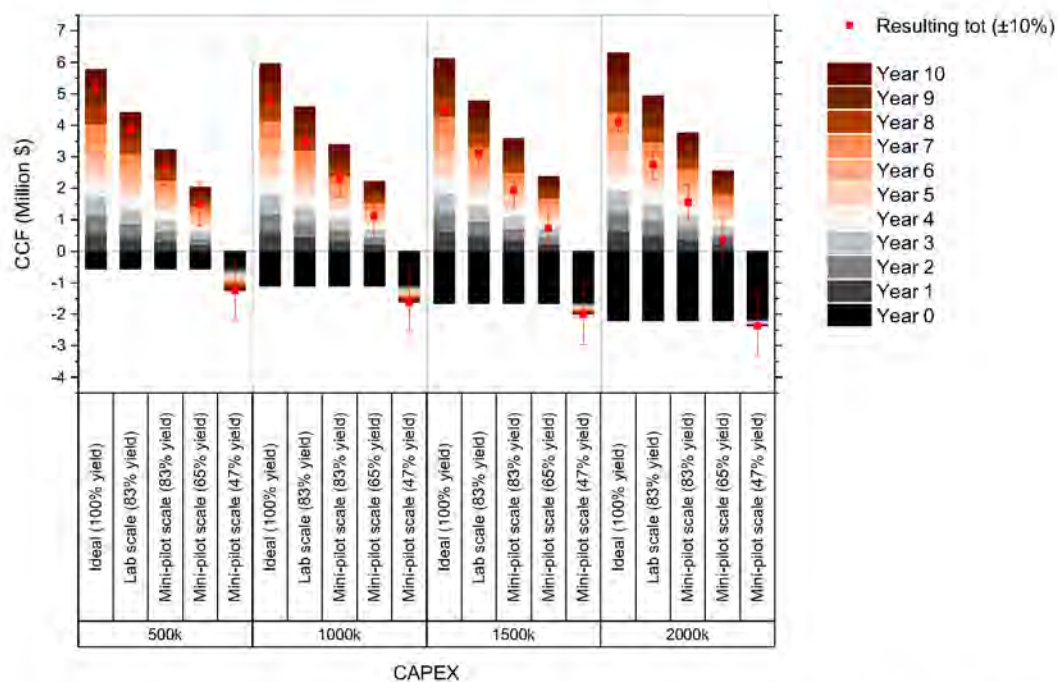 7
6
5
4
3
2
1
0
-1
-2
-3
-4
CCF (Million $)
Resulting tot (±10%)
Year 10
Year 9
Year 8
Year 7
Year 6
Year 5
Year 4
Year 3
Year 2
Year 1
Year 0
Ideal (100% yield)
Lab scale (83% yield)
Mini-pilot scale (83% yield)
Mini-pilot scale (65% yield)
Mini-pilot scale (47% yield)
Ideal (100% yield)
Lab scale (83% yield)
Mini-pilot scale (83% yield)
Mini-pilot scale (65% yield)
Mini-pilot scale (47% yield)
Ideal (100% yield)
Lab scale (83% yield)
Mini-pilot scale (83% yield)
Mini-pilot scale (65% yield)
Mini-pilot scale (47% yield)
Ideal (100% yield)
Lab scale (83% yield)
Mini-pilot scale (83% yield)
Mini-pilot scale (65% yield)
Mini-pilot scale (47% yield)
500k 1000k 1500k 2000k
CAPEX